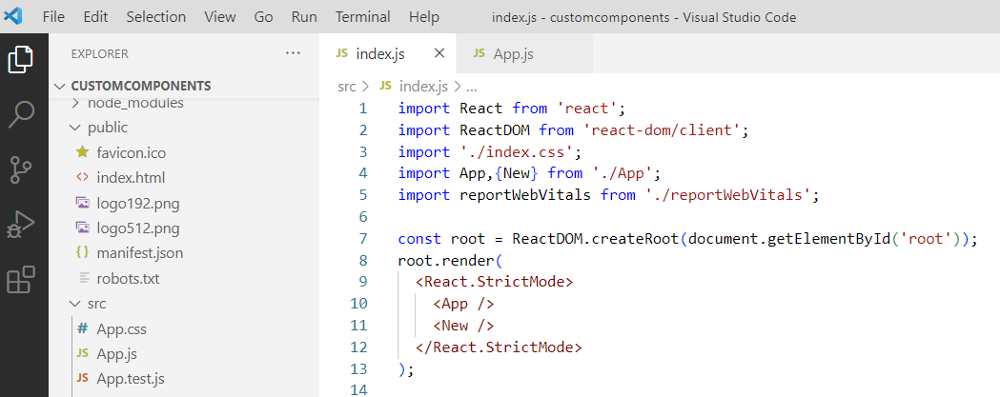 File Edit Selection View Go Run Terminal Help index.js - customcomponents - Visual Studio Code
EXPLORER ...
CUSTOMCOMPONENTS
node_modules
public
favicon.ico
<> index.html
logo192.png
logo512.png
{} manifest.json
robots.txt
src
# App.css
JS App.js
JS App.test.js
JS index.js × JS App.js
src > JS index.js > ...
1 import React from 'react';
2 import ReactDOM from 'react-dom/client';
3 import './index.css';
4 import App,{New} from './App';
5 import reportWebVitals from './reportWebVitals';
6
7 const root = ReactDOM.createRoot(document.getElementById('root'));
8 root.render(
9 <React.StrictMode>
10 <App />
11 <New />
12 </React.StrictMode>
13 );
14